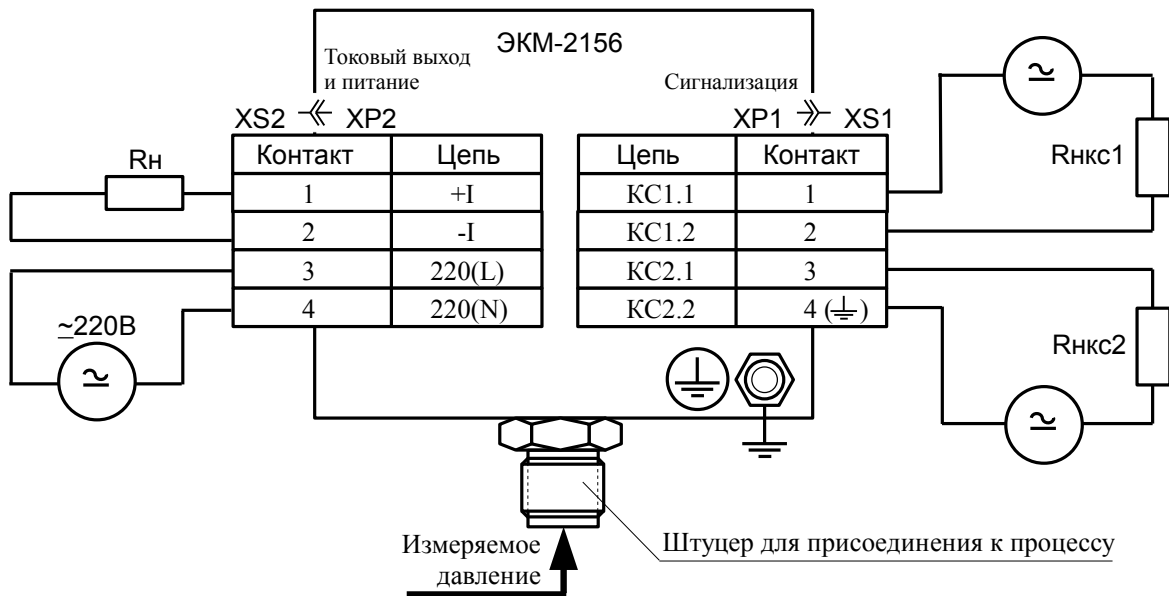 ЭКМ-2156
Токовый выход
и питание
Сигнализация
XS2 XP2
XP1 XS1
Rн
Контакт Цепь
1 +I
2 -I
3 220(L)
4 220(N)
Цепь Контакт
КС1.1 1
КС1.2 2
КС2.1 3
КС2.2 4 (⏚)
Rнкс1
Rнкс2
~220В
Измеряемое
давление
Штуцер для присоединения к процессу